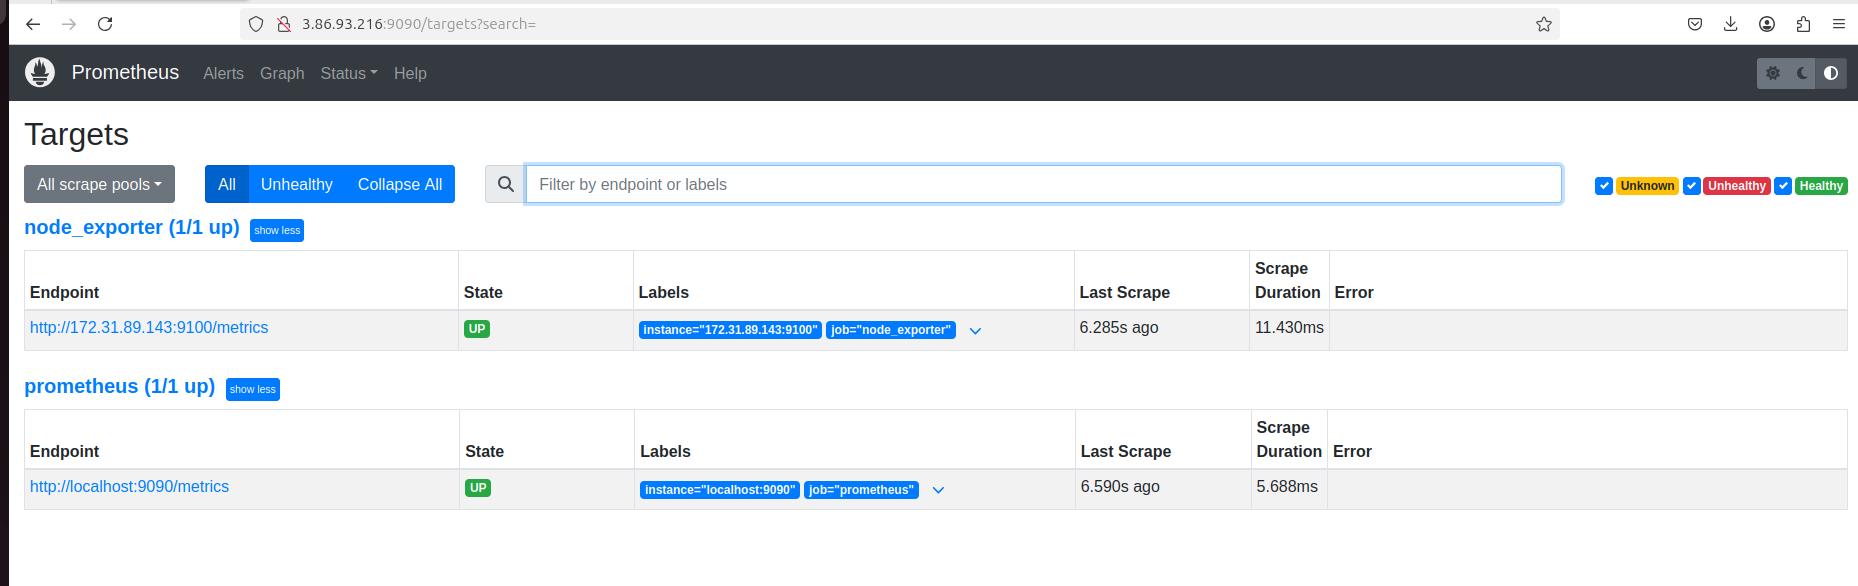 3.86.93.216:9090/targets?search=
Prometheus Alerts Graph Status Help
Targets
All scrape pools All Unhealthy Collapse All Filter by endpoint or labels Unknown Unhealthy Healthy
node_exporter (1/1 up) show less
Endpoint State Labels Last Scrape Scrape Duration Error
http://172.31.89.143:9100/metrics UP instance="172.31.89.143:9100" job="node_exporter" 6.285s ago 11.430ms
prometheus (1/1 up) show less
Endpoint State Labels Last Scrape Scrape Duration Error
http://localhost:9090/metrics UP instance="localhost:9090" job="prometheus" 6.590s ago 5.688ms